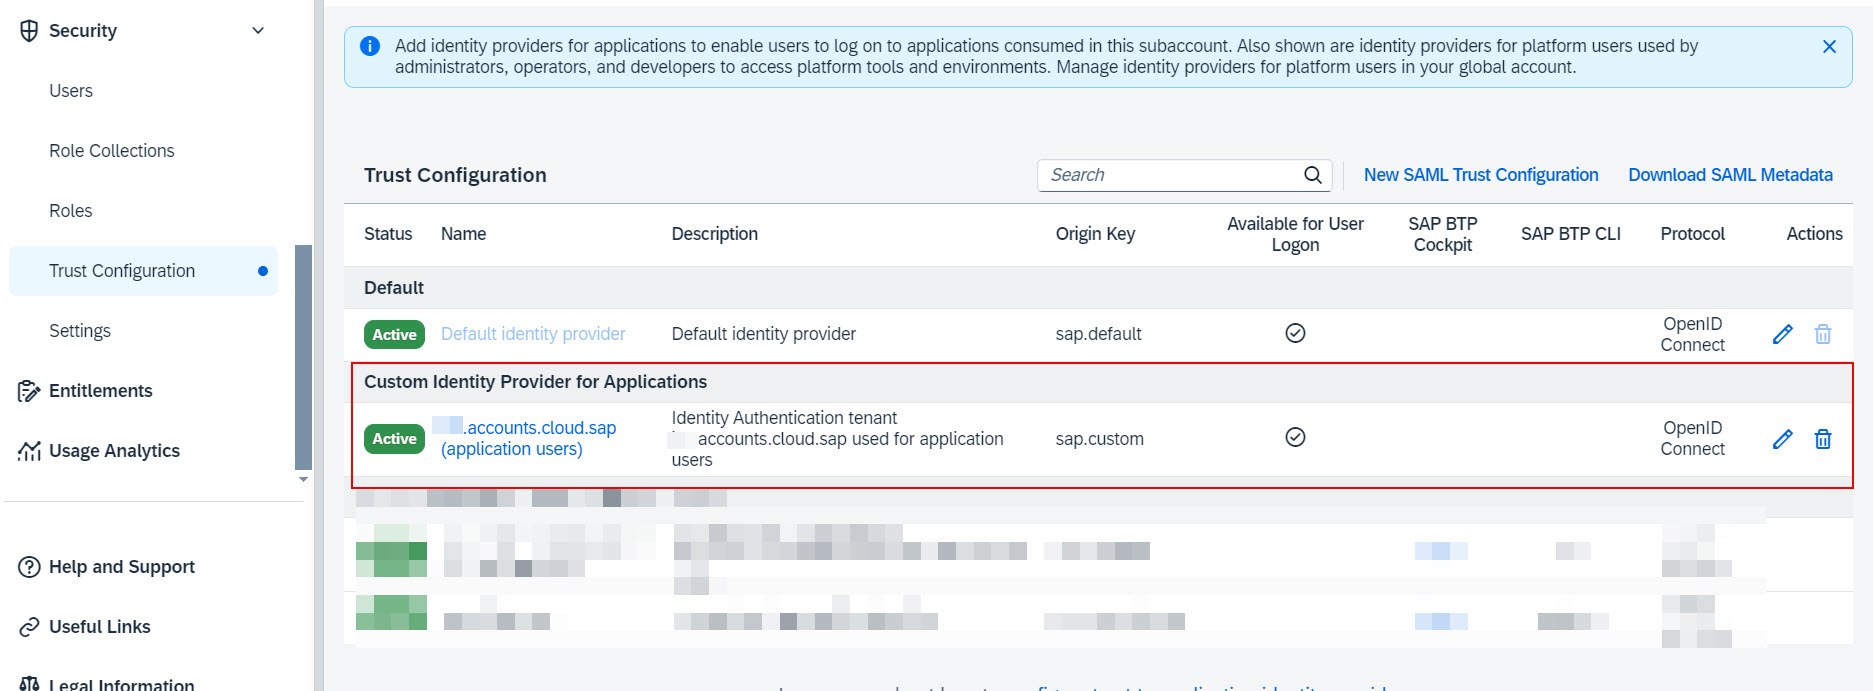 Security
Users
Role Collections
Roles
Trust Configuration
Settings
Entitlements
Usage Analytics
Help and Support
Useful Links
Legal Information
Add identity providers for applications to enable users to log on to applications consumed in this subaccount. Also shown are identity providers for platform users used by
administrators, operators, and developers to access platform tools and environments. Manage identity providers for platform users in your global account.
Trust Configuration
Search
New SAML Trust Configuration
Download SAML Metadata
Status
Name
Description
Origin Key
Available for User
Logon
SAP BTP
Cockpit
SAP BTP CLI
Protocol
Actions
Default
Active
Default identity provider
Default identity provider
sap.default
OpenID
Connect
Custom Identity Provider for Applications
Active
.accounts.cloud.sap
(application users)
Identity Authentication tenant
accounts.cloud.sap used for application
users
sap.custom
OpenID
Connect